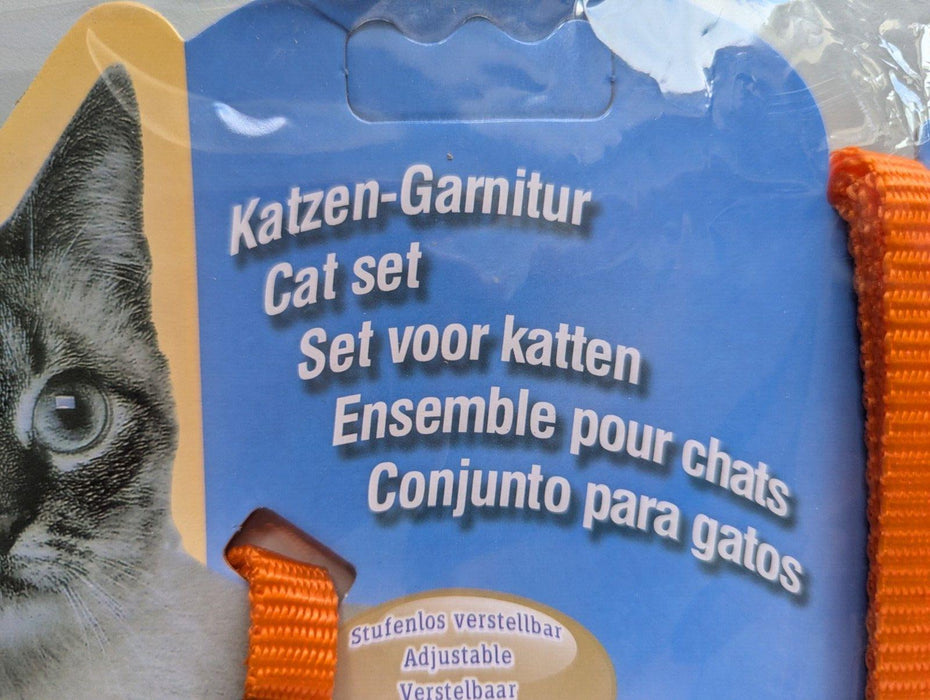 Katzen-Garnitur
Cat set
Set voor katten
Ensemble pour chats
Conjunto para gatos
Stufenlos verstellbar
Adjustable
Verstelbaar